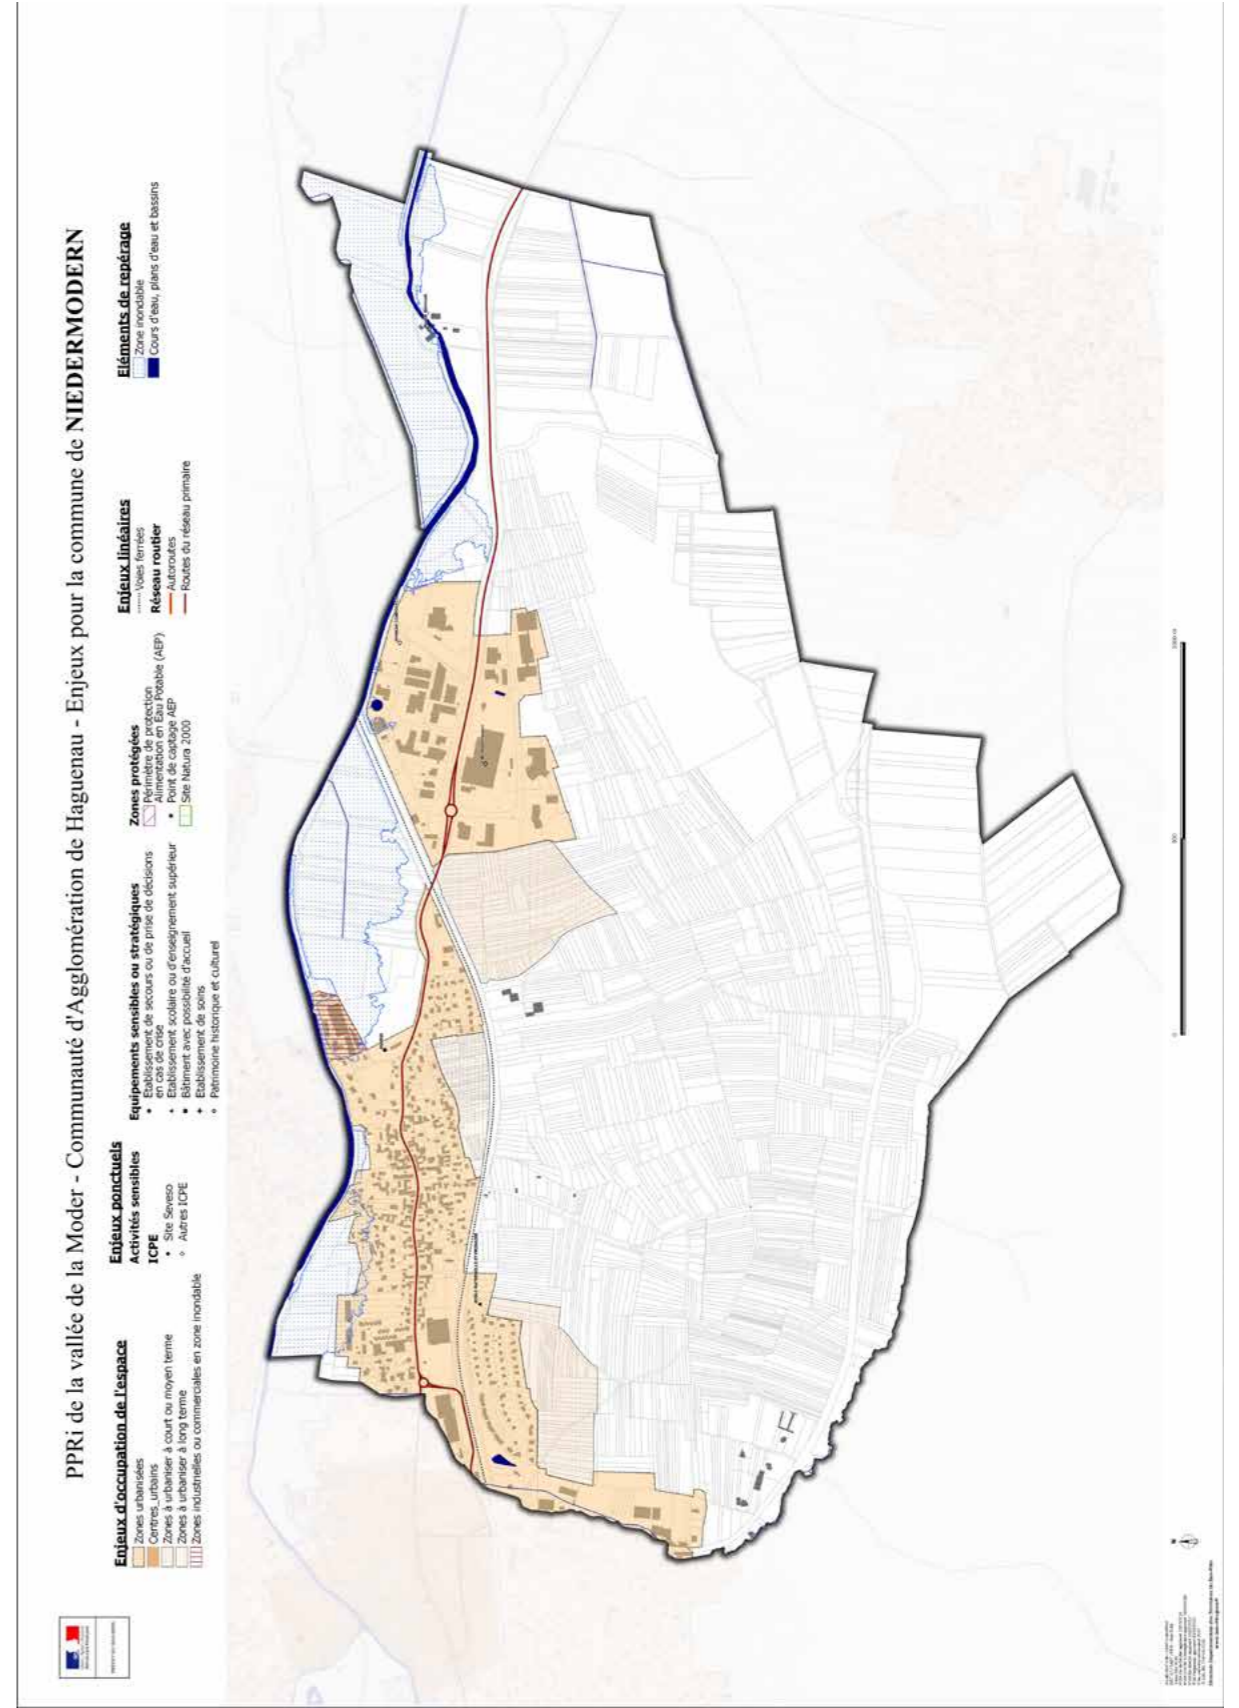 PPRi de la vallée de la Moder - Communauté d'Agglomération de Haguenau - Enjeux pour la commune de NIEDERMODERN
Enjeux d'occupation de l'espace
Zones urbanisées
Centres_urbains
Zones à urbaniser à court ou moyen terme
Zones à urbaniser à long terme
Zones industrielles ou commerciales en zone inondable
Enjeux ponctuels
Activités sensibles
ICPE
Site Seveso
Autres ICPE
Equipements sensibles ou stratégiques
Etablissement de secours ou de prise de décisions
en cas de crise
Etablissement scolaire ou d'enseignement supérieur
Bâtiment avec possibilité d'accueil
Etablissement de soins
Patrimoine historique et culturel
Zones protégées
Périmètre de protection
Alimentation en Eau Potable (AEP)
Point de captage AEP
Site Natura 2000
Enjeux linéaires
Voies ferrées
Réseau routier
Autoroutes
Routes du réseau primaire
Eléments de repérage
Zone inondable
Cours d'eau, plans d'eau et bassins
0
500
1000 m
N